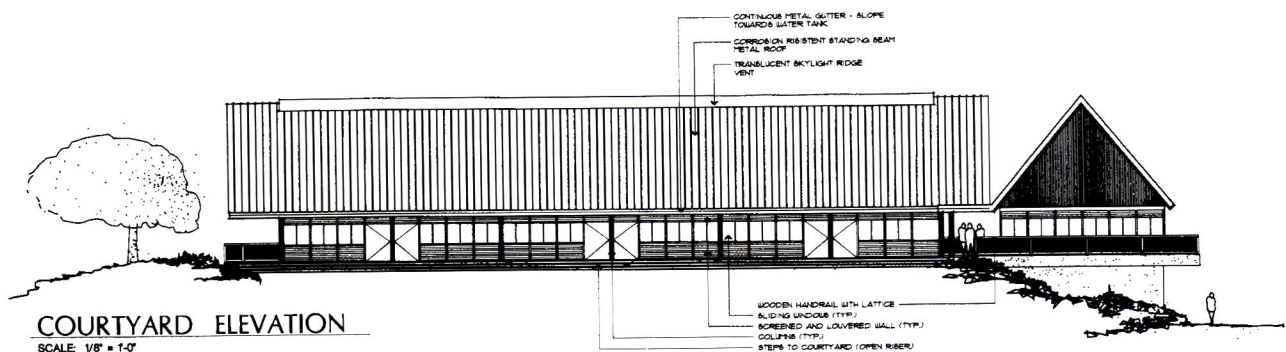 CONTINUOUS METAL GUTTER - SLOPE
TOWARDS WATER TANK
CORROSION RISISTENT STANDING SEAM
METAL ROOF
TRANSLUCENT SKYLIGHT RIDGE
VENT
WOODEN HANDRAIL WITH LATTICE
SLIDING WINDOWS (TYP.)
SCREENED AND LOUVERED WALL (TYP.)
COLUMNS (TYP.)
STEPS TO COURTYARD (OPEN RISER)
COURTYARD ELEVATION
SCALE: 1/8" = 1'-0"